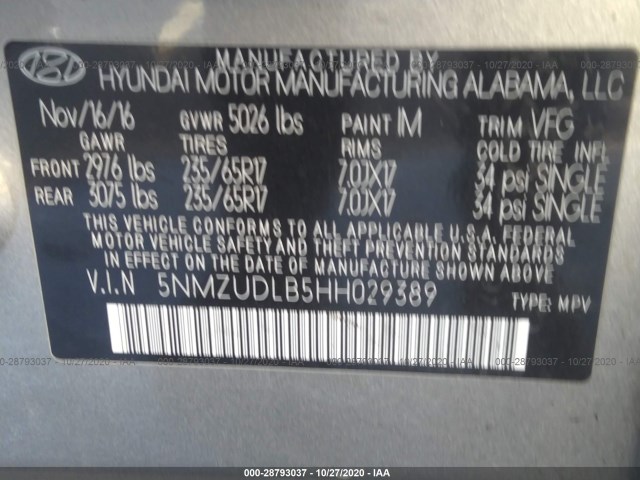 MANUFACTURED BY
HYUNDAI MOTOR MANUFACTURING ALABAMA, LLC
Nov/16/16 GVWR 5026 lbs PAINT IM TRIM VFG
GAWR TIRES RIMS COLD TIRE INFL
FRONT 2976 lbs 235/65R17 7.0JX17 34 psi SINGLE
REAR 3075 lbs 235/65R17 7.0JX17 34 psi SINGLE
THIS VEHICLE CONFORMS TO ALL APPLICABLE U.S.A. FEDERAL
MOTOR VEHICLE SAFETY AND THEFT PREVENTION STANDARDS
IN EFFECT ON THE DATE OF MANUFACTURE SHOWN ABOVE
V.I.N 5NMZUDLB5HH029389 TYPE: MPV
000-28793037 - 10/27/2020 - IAA